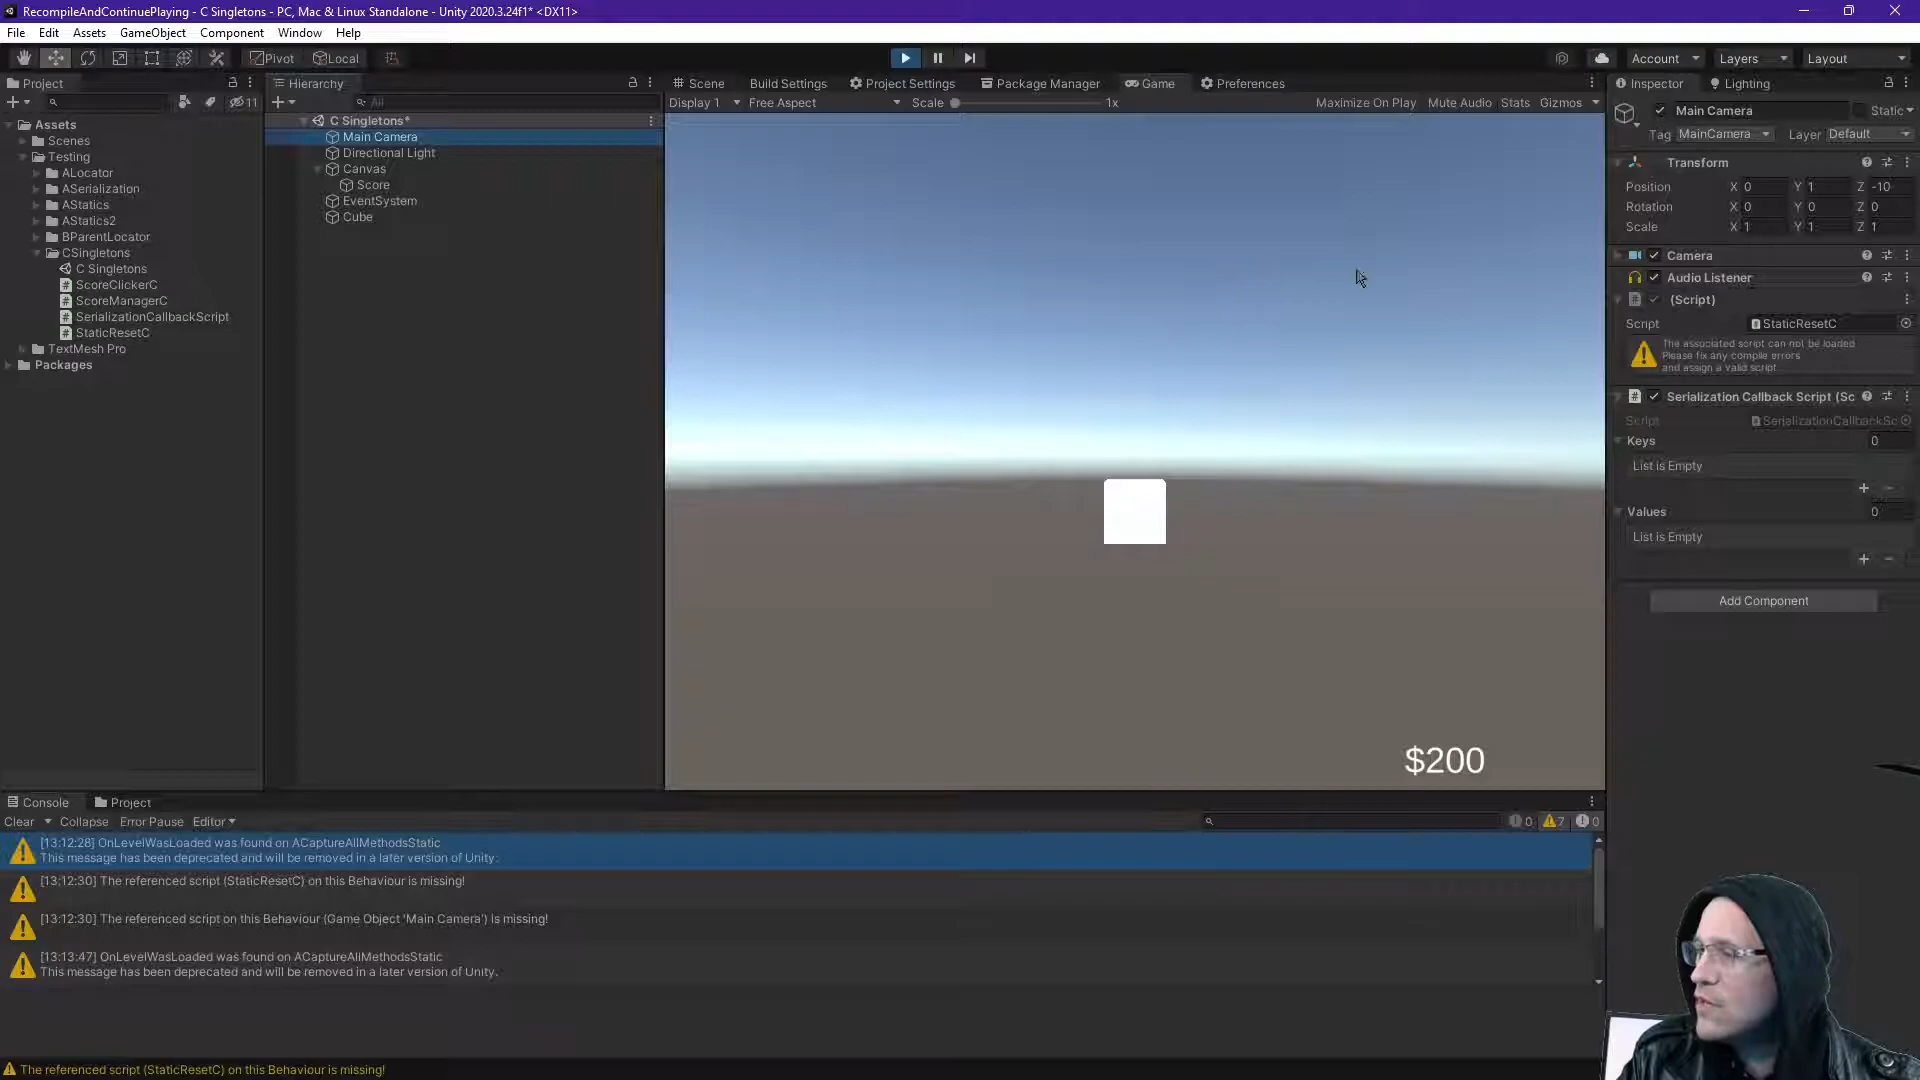 RecompileAndContinuePlaying - C Singletons - PC, Mac & Linux Standalone - Unity 2020.3.24f1* <DX11>
File Edit Assets GameObject Component Window Help
Pivot Local Account Layers Layout
Project Hierarchy Scene Build Settings Project Settings Package Manager Game Preferences Inspector Lighting
11 All Display 1 Free Aspect Scale 1x Maximize On Play Mute Audio Stats Gizmos
Main Camera Static
Tag MainCamera Layer Default
Assets
Scenes
Testing
ALocator
ASerialization
AStatics
AStatics2
BParentLocator
CSingletons
C Singletons
ScoreClickerC
ScoreManagerC
SerializationCallbackScript
StaticResetC
TextMesh Pro
Packages
C Singletons*
Main Camera
Directional Light
Canvas
Score
EventSystem
Cube
$200
Transform
Position X 0 Y 1 Z -10
Rotation X 0 Y 0 Z 0
Scale X 1 Y 1 Z 1
Camera
Audio Listener
(Script)
Script StaticResetC
The associated script can not be loaded
Please fix any compile errors
and assign a valid script
Serialization Callback Script (Sc
Script SerializationCallbackSc
Keys 0
List is Empty
Values 0
List is Empty
Add Component
Console Project
Clear Collapse Error Pause Editor 0 7 0
[13:12:28] OnLevelWasLoaded was found on ACaptureAllMethodsStatic
This message has been deprecated and will be removed in a later version of Unity.
[13:12:30] The referenced script (StaticResetC) on this Behaviour is missing!
[13:12:30] The referenced script on this Behaviour (Game Object 'Main Camera') is missing!
[13:13:47] OnLevelWasLoaded was found on ACaptureAllMethodsStatic
This message has been deprecated and will be removed in a later version of Unity.
The referenced script (StaticResetC) on this Behaviour is missing!